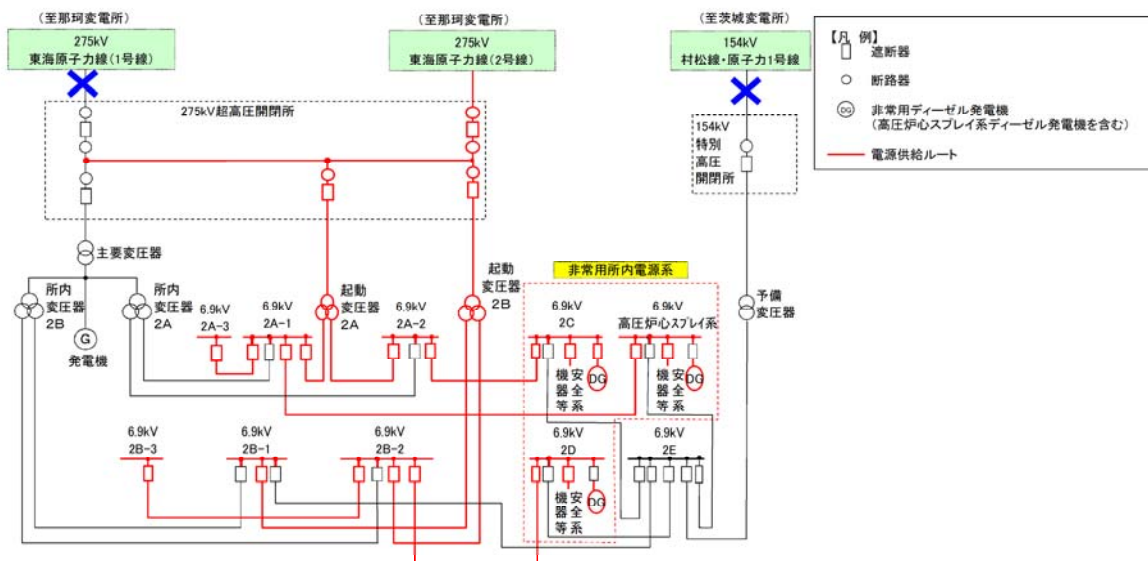 (至那珂変電所)
275kV
東海原子力線(1号線)
(至那珂変電所)
275kV
東海原子力線(2号線)
(至茨城変電所)
154kV
村松線・原子力1号線
【凡 例】
遮断器
断路器
DG
非常用ディーゼル発電機
(高圧炉心スプレイ系ディーゼル発電機を含む)
電源供給ルート
275kV超高圧開閉所
154kV
特別
高圧
開閉所
主要変圧器
所内
変圧器
2B
所内
変圧器
2A
G
発電機
起動
変圧器
2A
起動
変圧器
2B
予備
変圧器
非常用所内電源系
6.9kV
2A-3
6.9kV
2A-1
6.9kV
2A-2
6.9kV
2C
6.9kV
高圧炉心スプレイ系
安全系
機器等
DG
安全系
機器等
DG
6.9kV
2B-3
6.9kV
2B-1
6.9kV
2B-2
6.9kV
2D
6.9kV
2E
安全系
機器等
DG